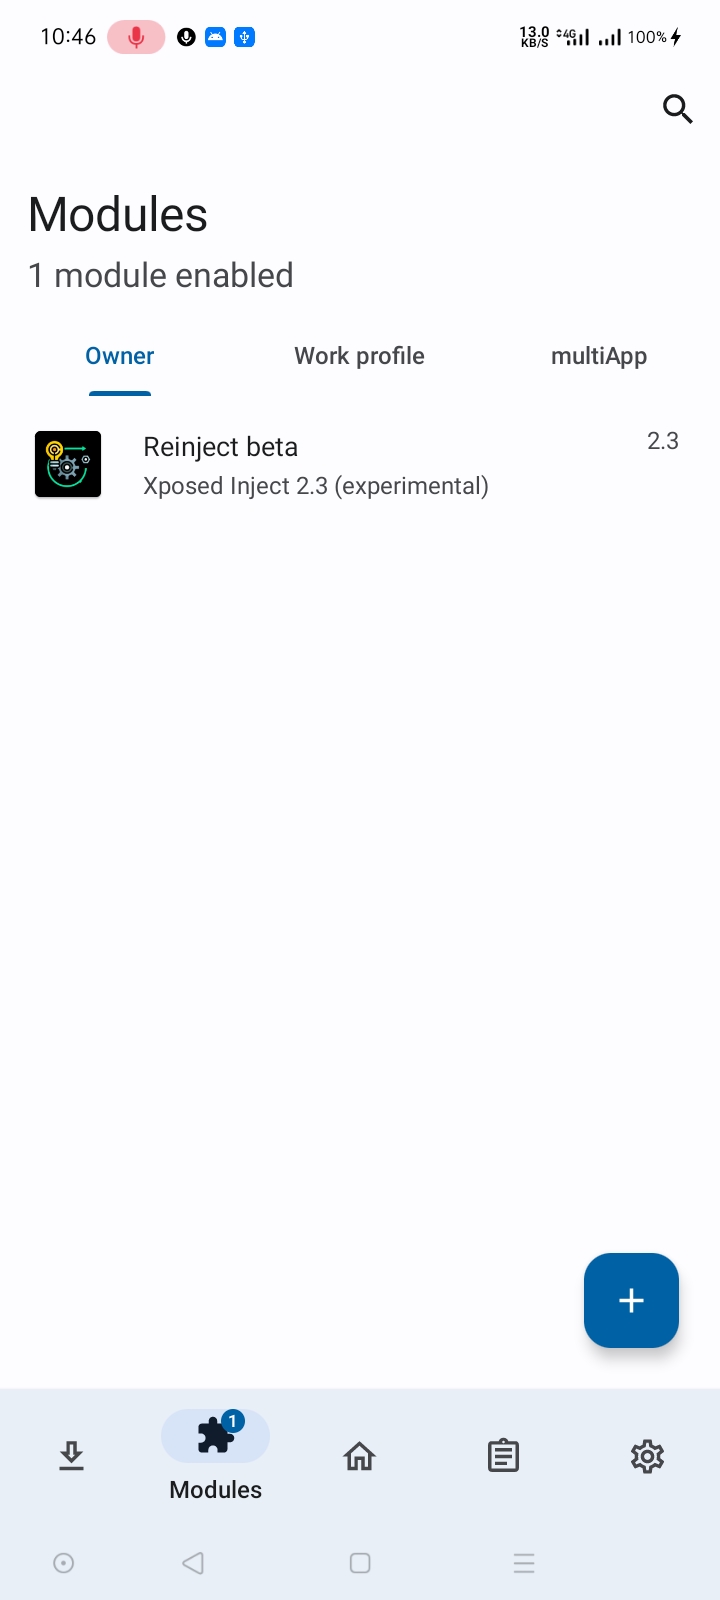 10:46
13.0 KB/S 4G 100%
Modules
1 module enabled
Owner Work profile multiApp
Reinject beta 2.3
Xposed Inject 2.3 (experimental)
1
Modules